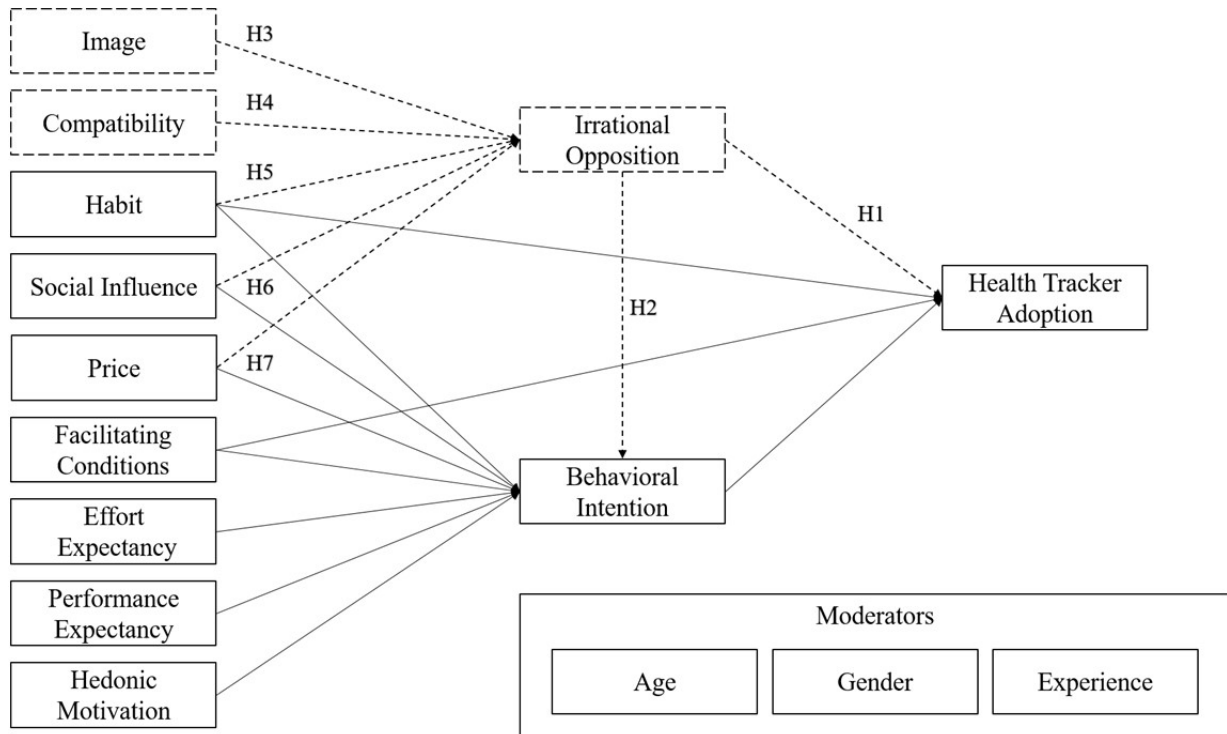 Image
H3
Compatibility
H4
Irrational
Opposition
Habit
H5
H1
Social Influence
H6
H2
Health Tracker
Adoption
Price
H7
Facilitating
Conditions
Behavioral
Intention
Effort
Expectancy
Performance
Expectancy
Hedonic
Motivation
Moderators
Age
Gender
Experience